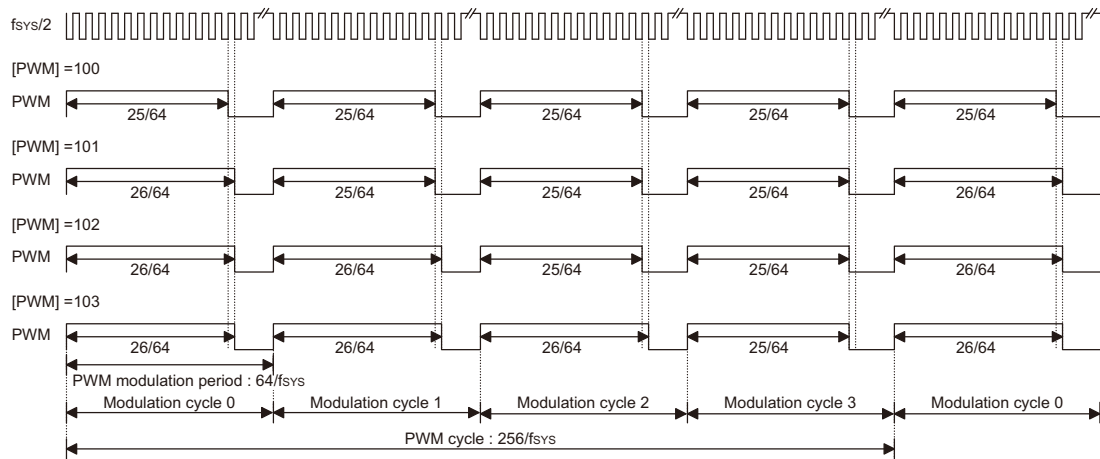 fSYS/2
[PWM] =100
PWM
25/64 25/64 25/64 25/64 25/64
[PWM] =101
PWM
26/64 25/64 25/64 25/64 26/64
[PWM] =102
PWM
26/64 26/64 25/64 25/64 26/64
[PWM] =103
PWM
26/64 26/64 26/64 25/64 26/64
PWM modulation period : 64/fSYS
Modulation cycle 0 Modulation cycle 1 Modulation cycle 2 Modulation cycle 3 Modulation cycle 0
PWM cycle : 256/fSYS